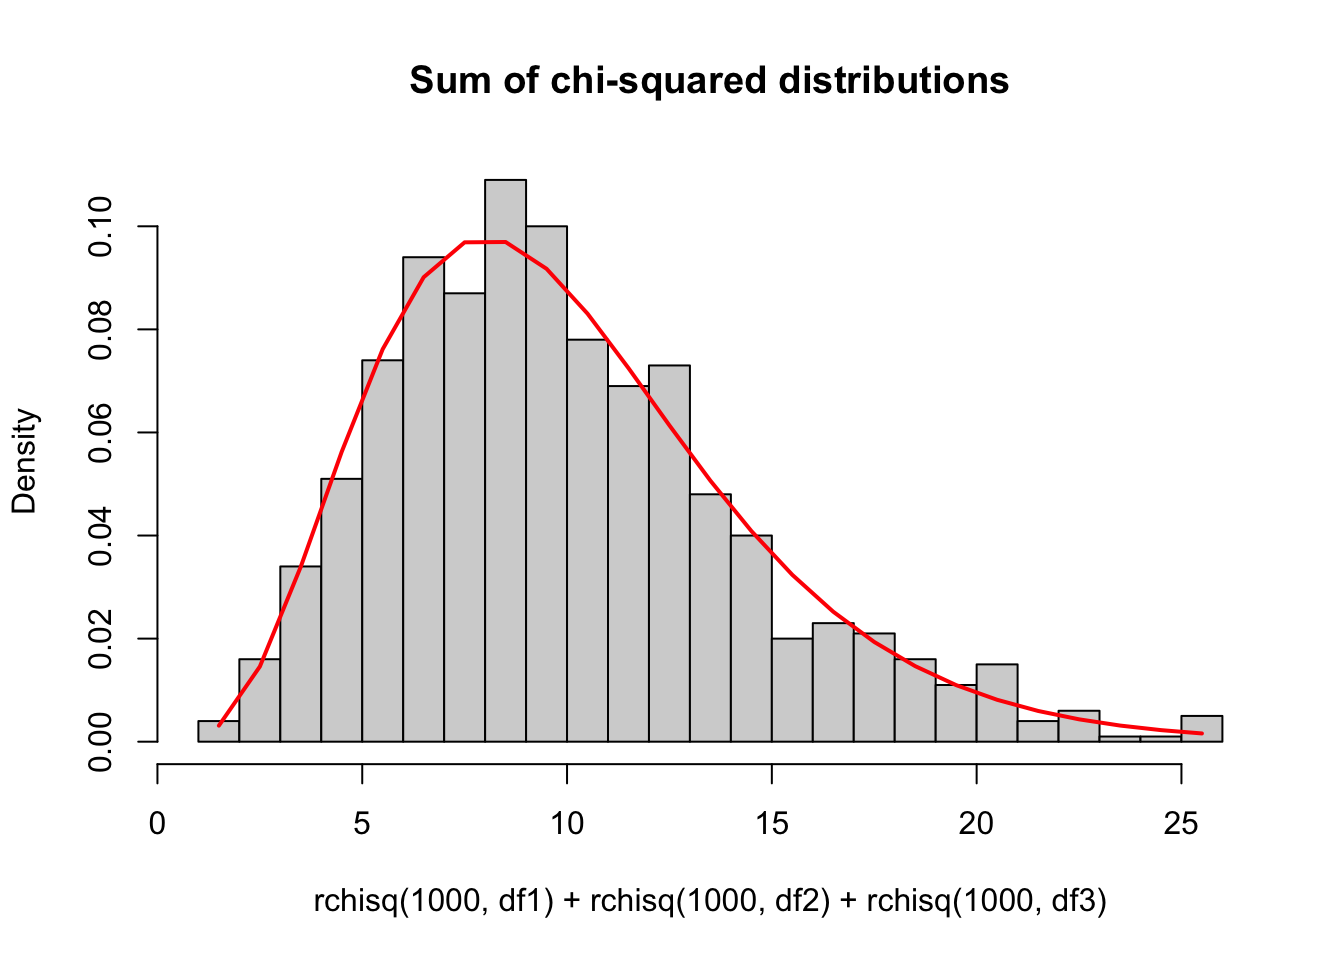 Sum of chi-squared distributions
Density
0.10
0.08
0.06
0.04
0.02
0.00
0 5 10 15 20 25
rchisq(1000, df1) + rchisq(1000, df2) + rchisq(1000, df3)